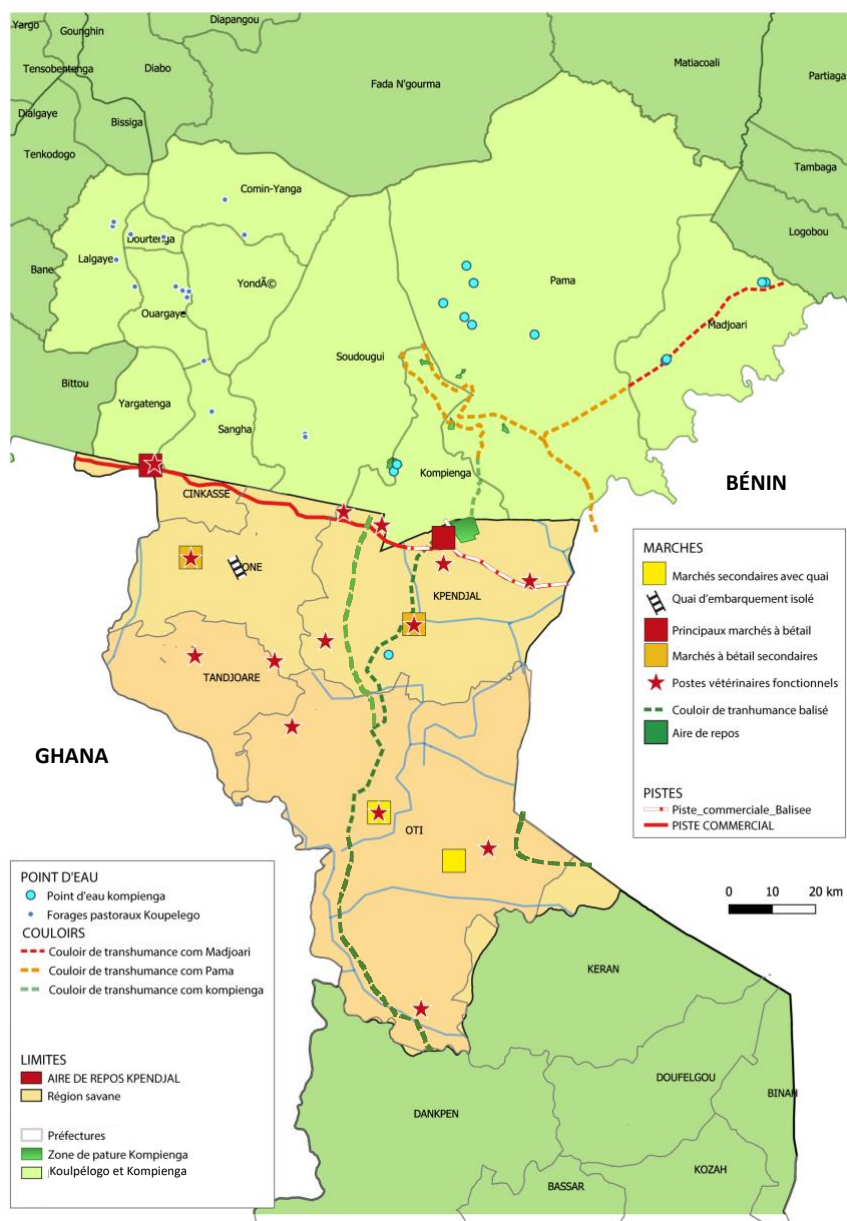 Yargo
Gounghin
Diapangou
Tensobentenga
Diabo
Fada N'gourma
Matiacoali
Partiaga
Dialgaye
Bissiga
Tenkodogo
Tambaga
Comin-Yanga
Logobou
Dourtenga
Lalgaye
Bane
YondÃ©
Pama
Ouargaye
Madjoari
Soudougui
Bittou
Yargatenga
Sangha
Kompienga
BÉNIN
CINKASSE
ONE
KPENDJAL
TANDJOARE
GHANA
OTI
KERAN
DOUFELGOU
BINAH
DANKPEN
KOZAH
BASSAR
MARCHES
Marchés secondaires avec quai
Quai d'embarquement isolé
Principaux marchés à bétail
Marchés à bétail secondaires
Postes vétérinaires fonctionnels
Couloir de tranhumance balisé
Aire de repos
PISTES
Piste_commerciale_Balisee
PISTE COMMERCIAL
0 10 20 km
POINT D'EAU
Point d'eau kompienga
Forages pastoraux Koupelego
COULOIRS
Couloir de transhumance com Madjoari
Couloir de transhumance com Pama
Couloir de transhumance com kompienga
LIMITES
AIRE DE REPOS KPENDJAL
Région savane
Préfectures
Zone de pature Kompienga
Koulpélogo et Kompienga